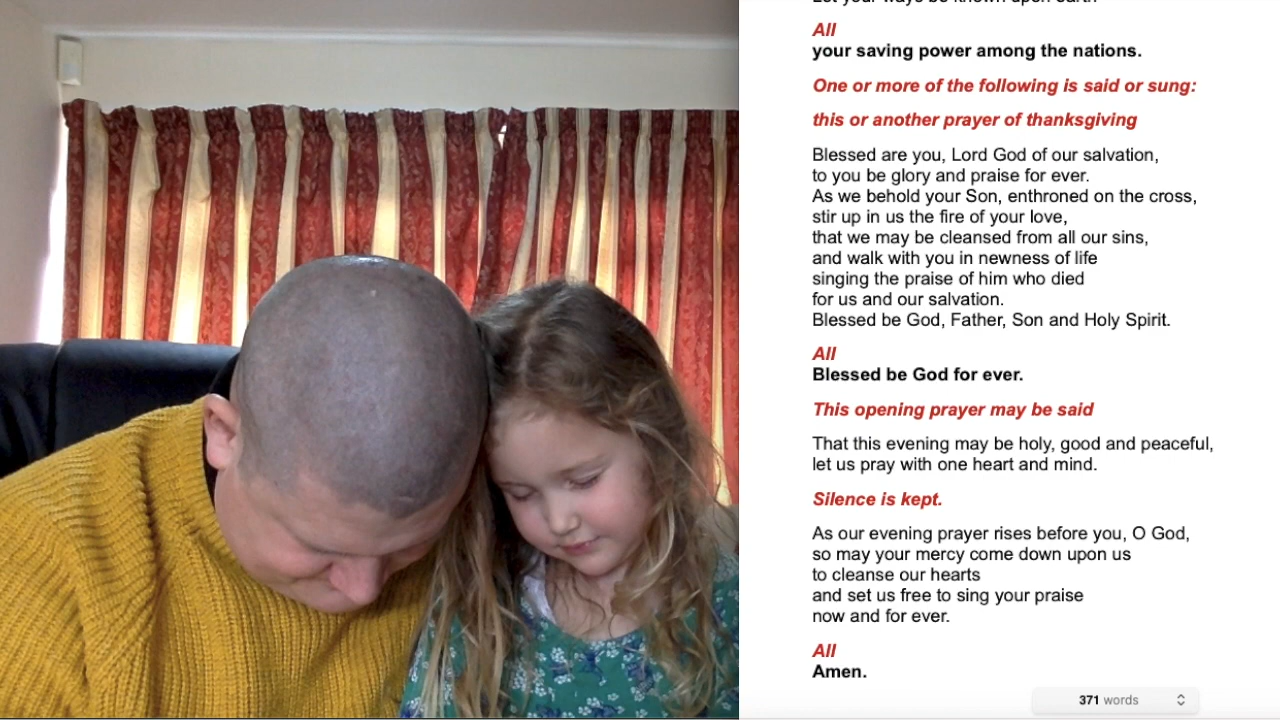 Let your ways be known upon earth
All
your saving power among the nations.
One or more of the following is said or sung:
this or another prayer of thanksgiving
Blessed are you, Lord God of our salvation,
to you be glory and praise for ever.
As we behold your Son, enthroned on the cross,
stir up in us the fire of your love,
that we may be cleansed from all our sins,
and walk with you in newness of life
singing the praise of him who died
for us and our salvation.
Blessed be God, Father, Son and Holy Spirit.
All
Blessed be God for ever.
This opening prayer may be said
That this evening may be holy, good and peaceful,
let us pray with one heart and mind.
Silence is kept.
As our evening prayer rises before you, O God,
so may your mercy come down upon us
to cleanse our hearts
and set us free to sing your praise
now and for ever.
All
Amen.
371 words